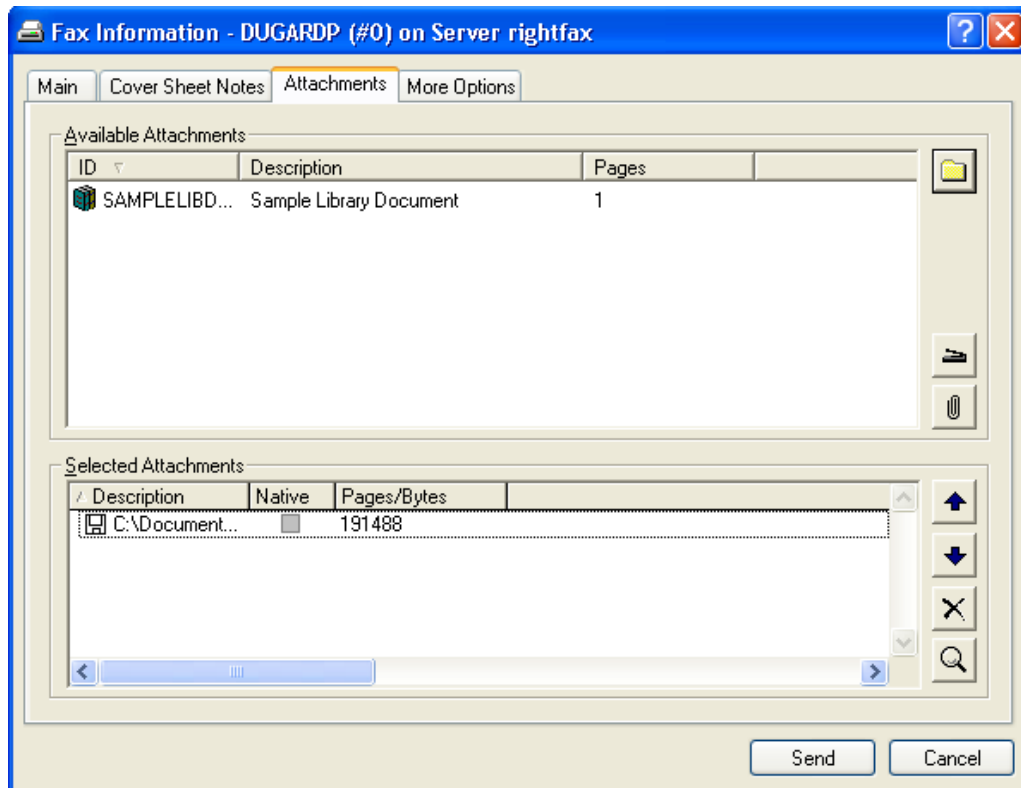 Fax Information - DUGARDP (#0) on Server rightfax
Main Cover Sheet Notes Attachments More Options
Available Attachments
ID Description Pages
SAMPLELIBD... Sample Library Document 1
Selected Attachments
Description Native Pages/Bytes
C:\Document... 191488
Send Cancel